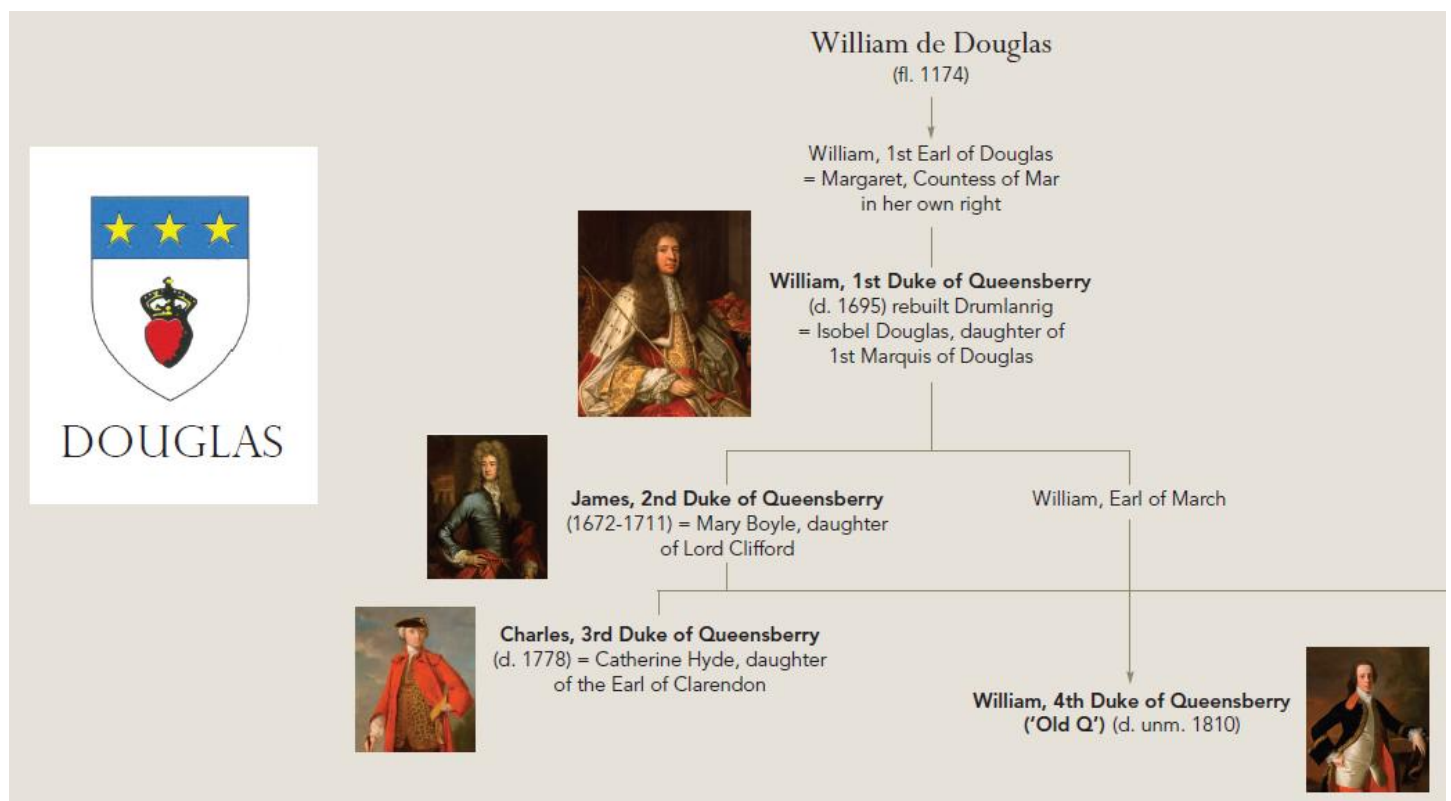 William de Douglas
(fl. 1174)
William, 1st Earl of Douglas
= Margaret, Countess of Mar
in her own right
William, 1st Duke of Queensberry
(d. 1695) rebuilt Drumlanrig
= Isobel Douglas, daughter of
1st Marquis of Douglas
DOUGLAS
James, 2nd Duke of Queensberry
(1672-1711) = Mary Boyle, daughter
of Lord Clifford
William, Earl of March
Charles, 3rd Duke of Queensberry
(d. 1778) = Catherine Hyde, daughter
of the Earl of Clarendon
William, 4th Duke of Queensberry
(‘Old Q’) (d. unm. 1810)